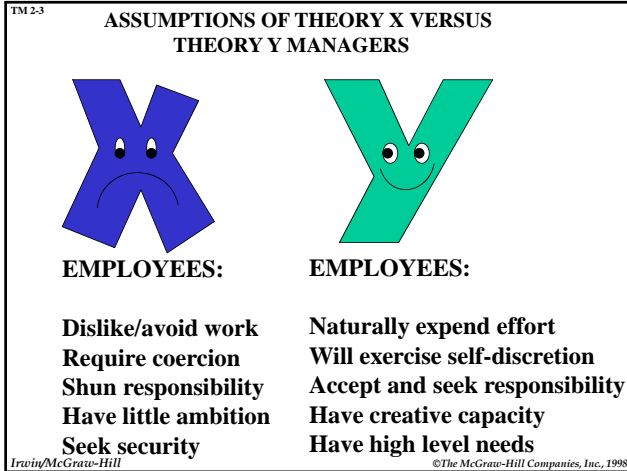 TM 2-3
ASSUMPTIONS OF THEORY X VERSUS
THEORY Y MANAGERS
EMPLOYEES:
Dislike/avoid work
Require coercion
Shun responsibility
Have little ambition
Seek security
EMPLOYEES:
Naturally expend effort
Will exercise self-discretion
Accept and seek responsibility
Have creative capacity
Have high level needs
Irwin/McGraw-Hill
©The McGraw-Hill Companies, Inc., 1998